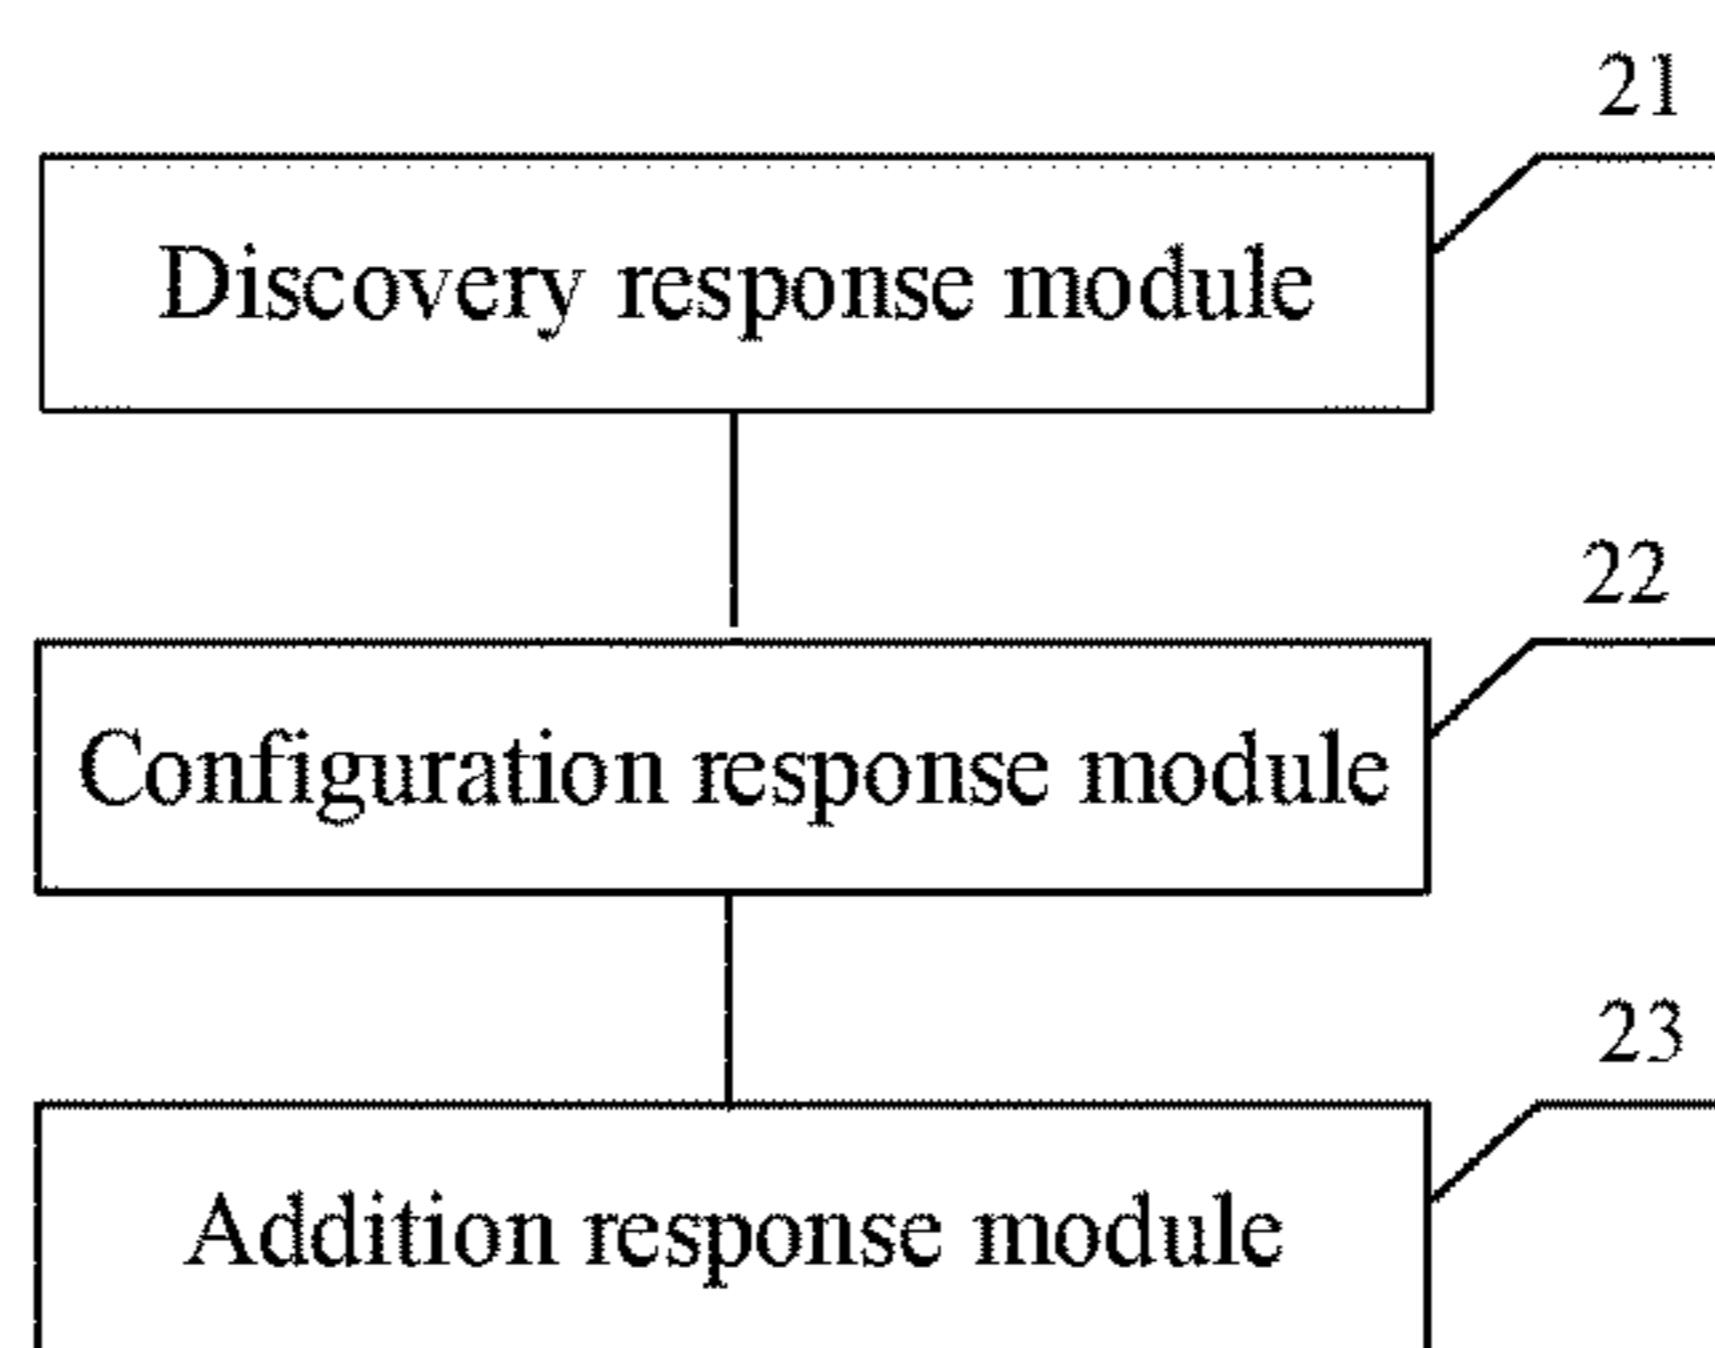 21
Discovery response module
22
Configuration response module
23
Addition response module